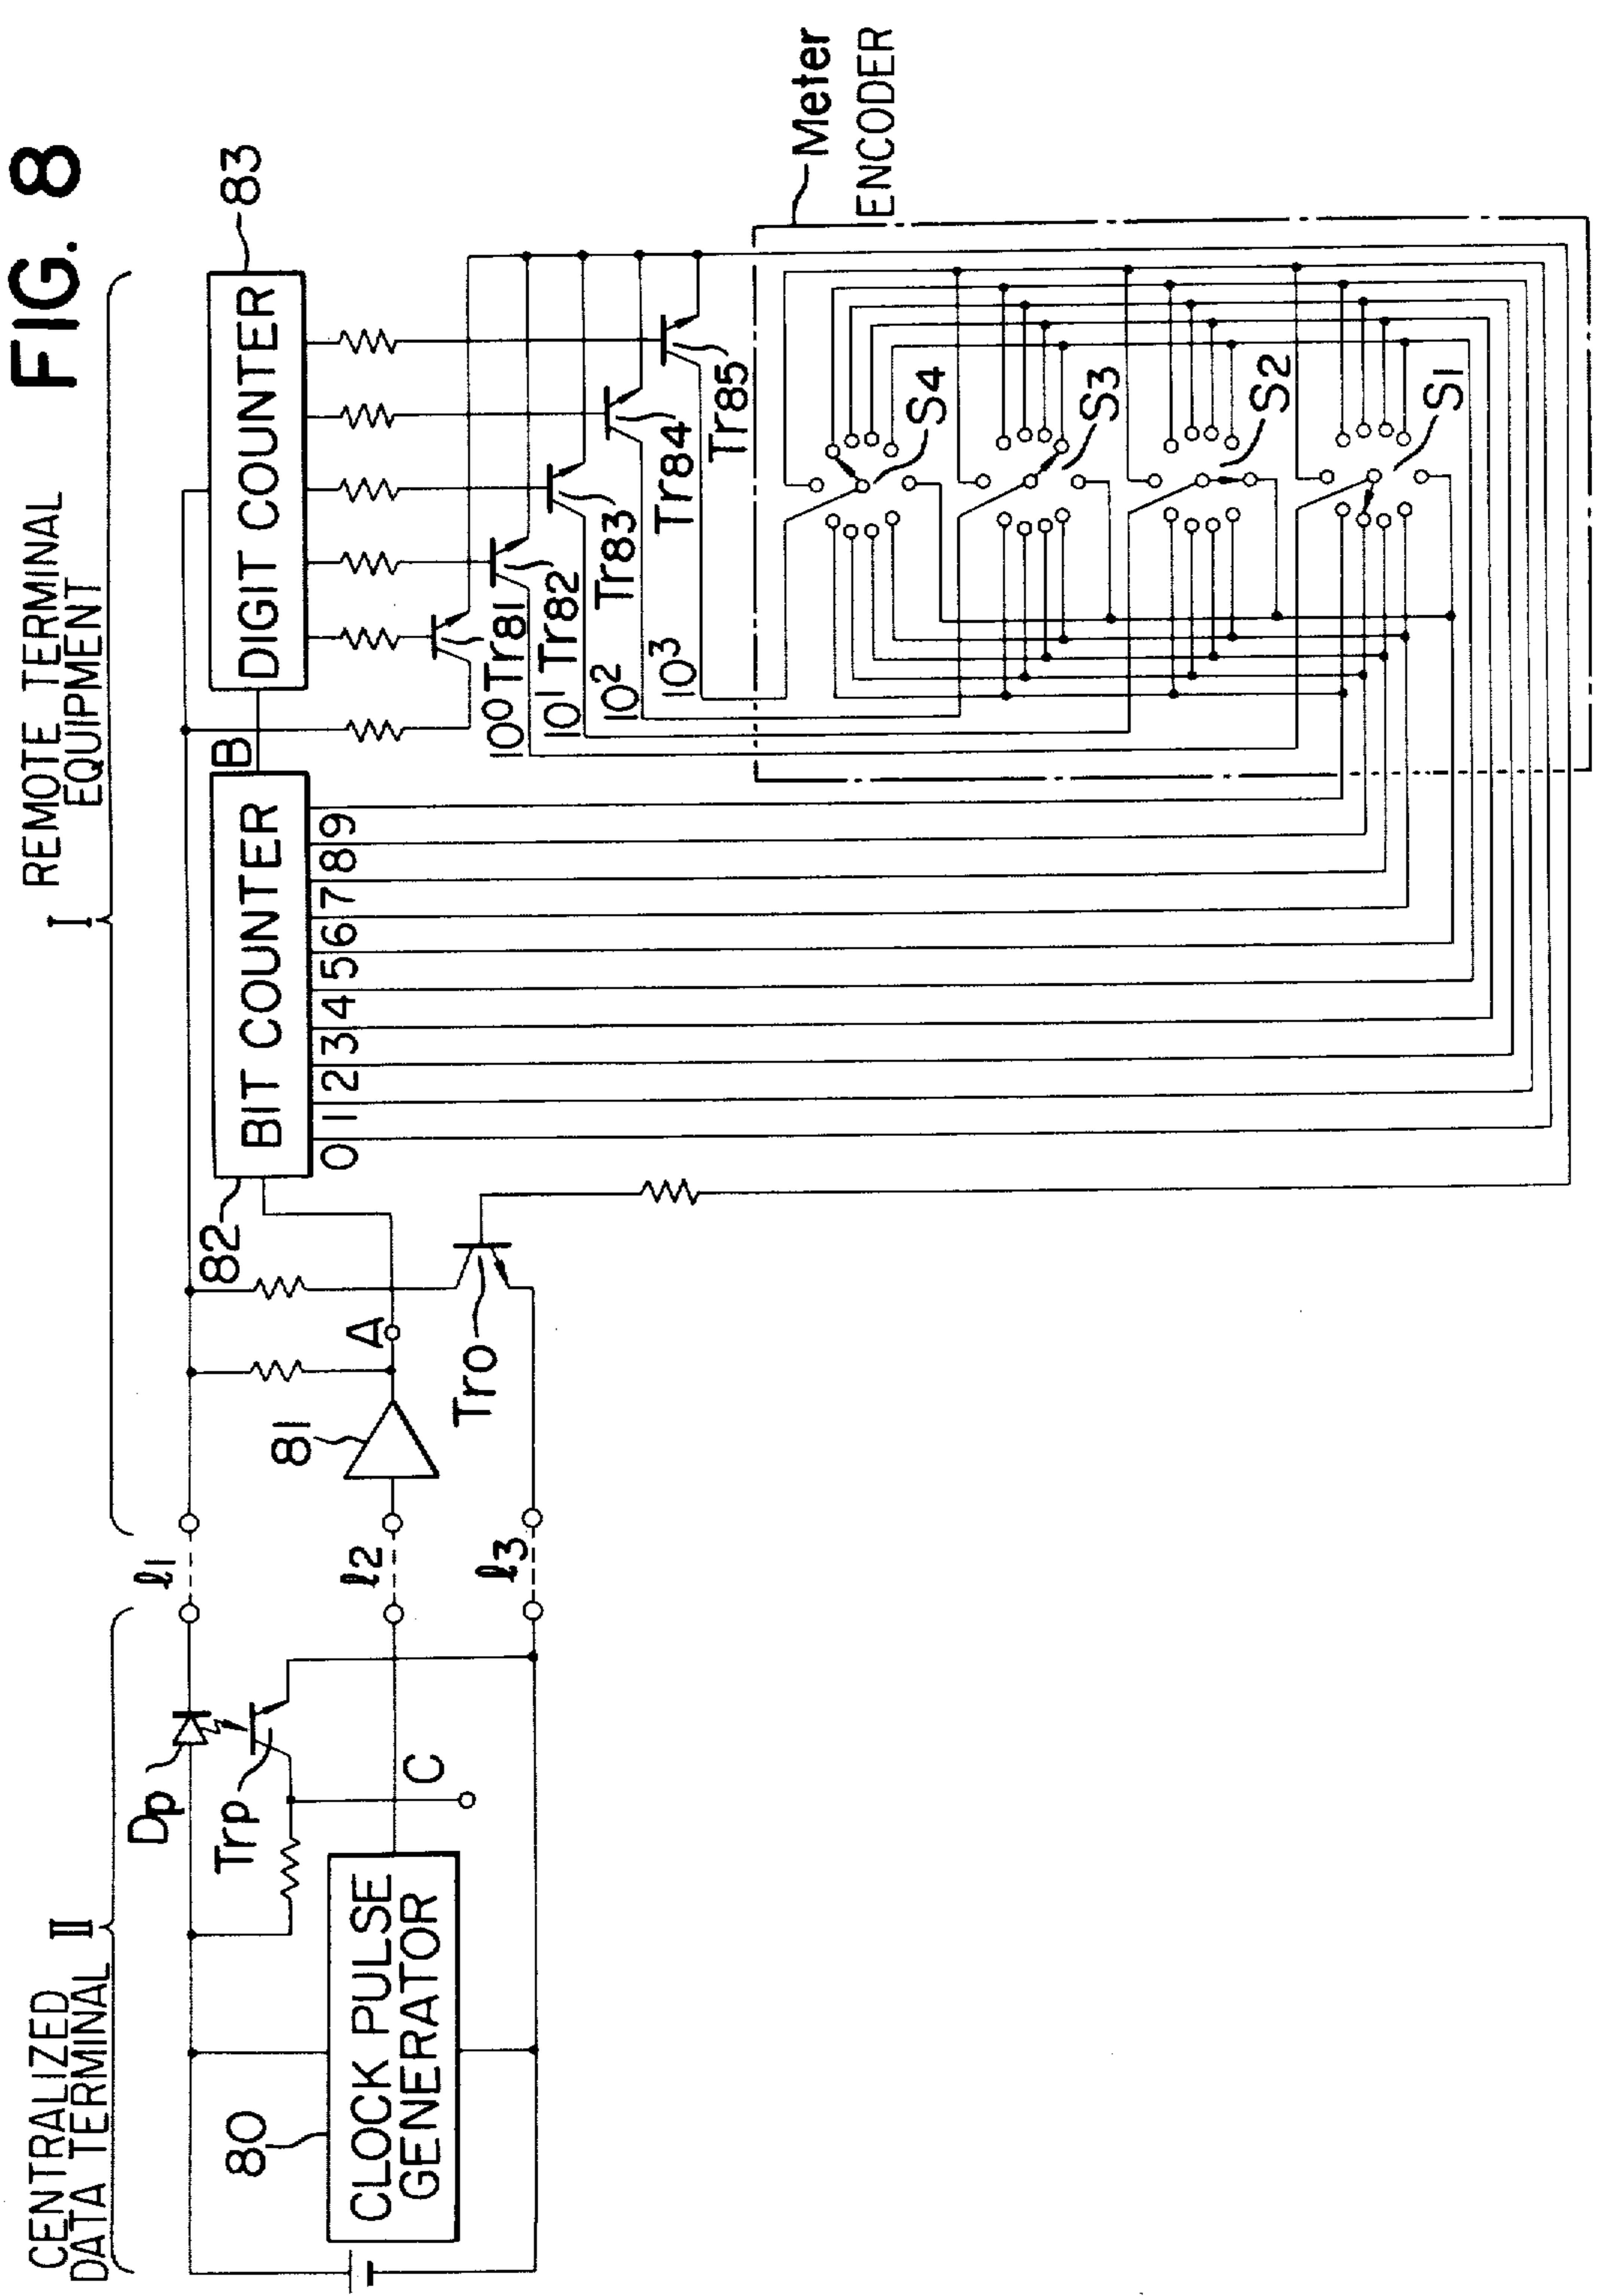 FIG. 8
CENTRALIZED
DATA TERMINAL II
REMOTE TERMINAL
EQUIPMENT
I
80
CLOCK PULSE
GENERATOR
Dp
Trp
C
l1
l2
l3
81
A
Tro
82
BIT COUNTER
0 1 2 3 4 5 6 7 8 9
B
DIGIT COUNTER
83
10⁰ Tr81
10¹ Tr82
10² Tr83
10³ Tr84
Tr85
Meter
ENCODER
S4
S3
S2
S1